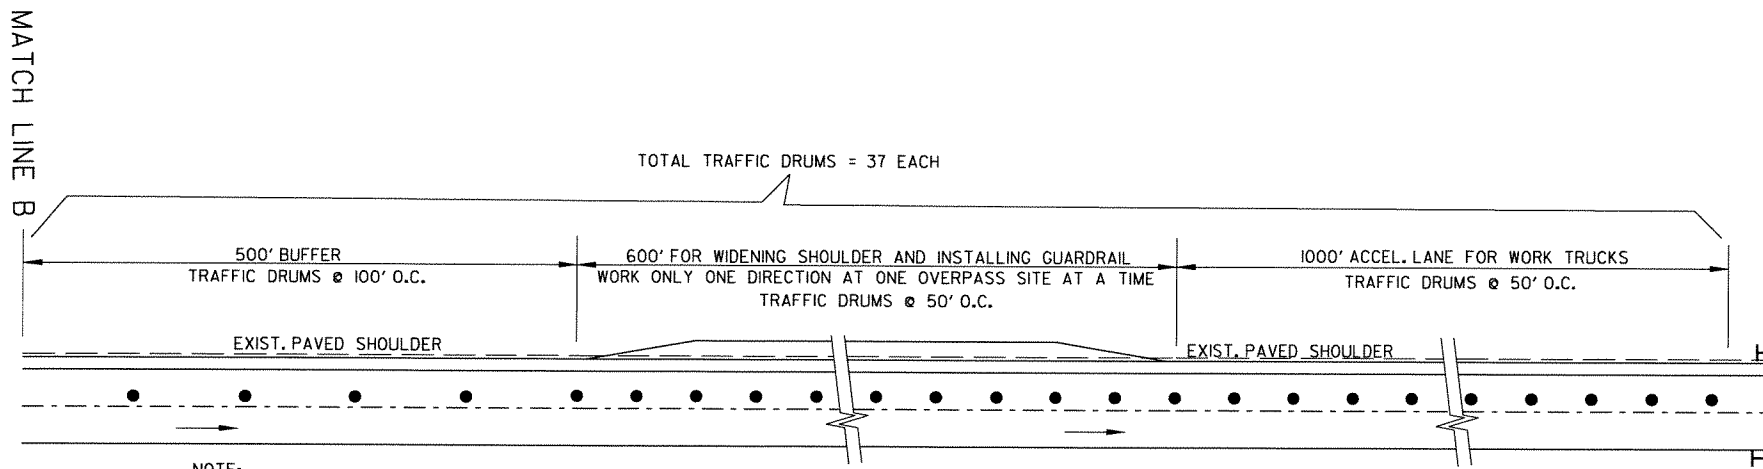 MATCH LINE B
TOTAL TRAFFIC DRUMS = 37 EACH
500' BUFFER
TRAFFIC DRUMS @ 100' O.C.
600' FOR WIDENING SHOULDER AND INSTALLING GUARDRAIL
WORK ONLY ONE DIRECTION AT ONE OVERPASS SITE AT A TIME
TRAFFIC DRUMS @ 50' O.C.
1000' ACCEL. LANE FOR WORK TRUCKS
TRAFFIC DRUMS @ 50' O.C.
EXIST. PAVED SHOULDER
EXIST. PAVED SHOULDER
NOTE: